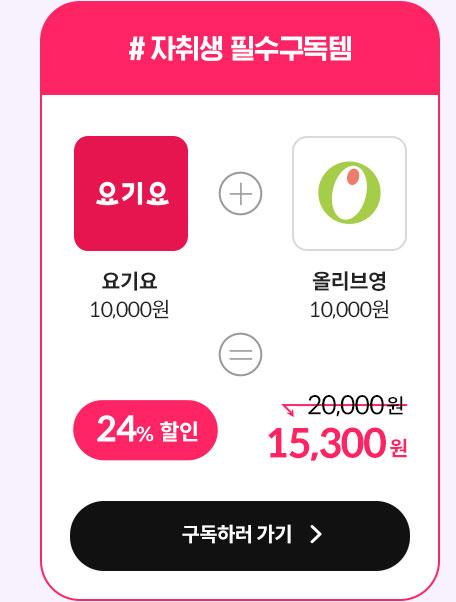 # 자취생 필수구독템
요기요
요기요
10,000원
올리브영
10,000원
24% 할인
20,000원
15,300원
구독하러 가기